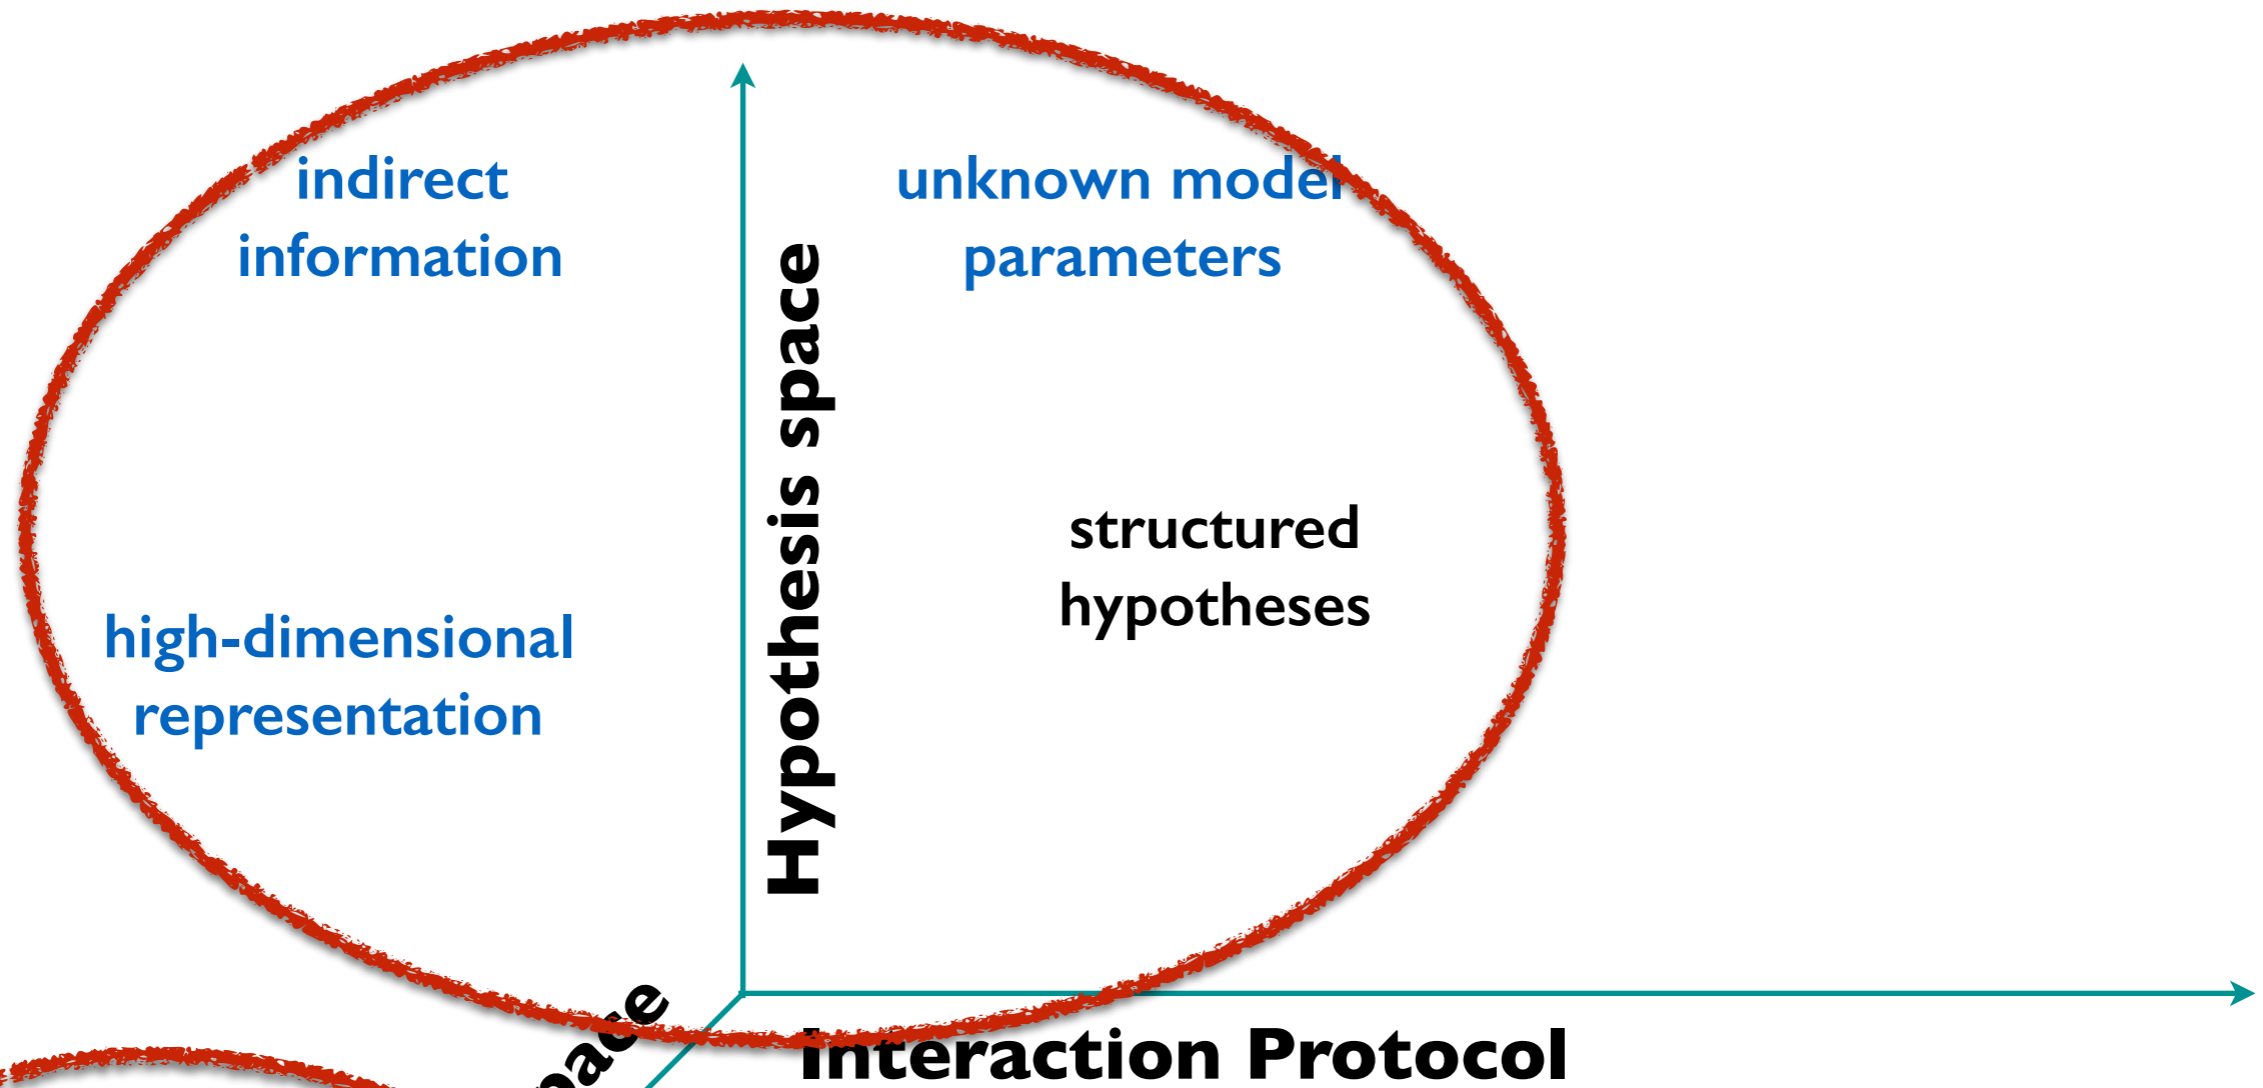 indirect
information
unknown model
parameters
Hypothesis space
structured
hypotheses
high-dimensional
representation
Interaction Protocol